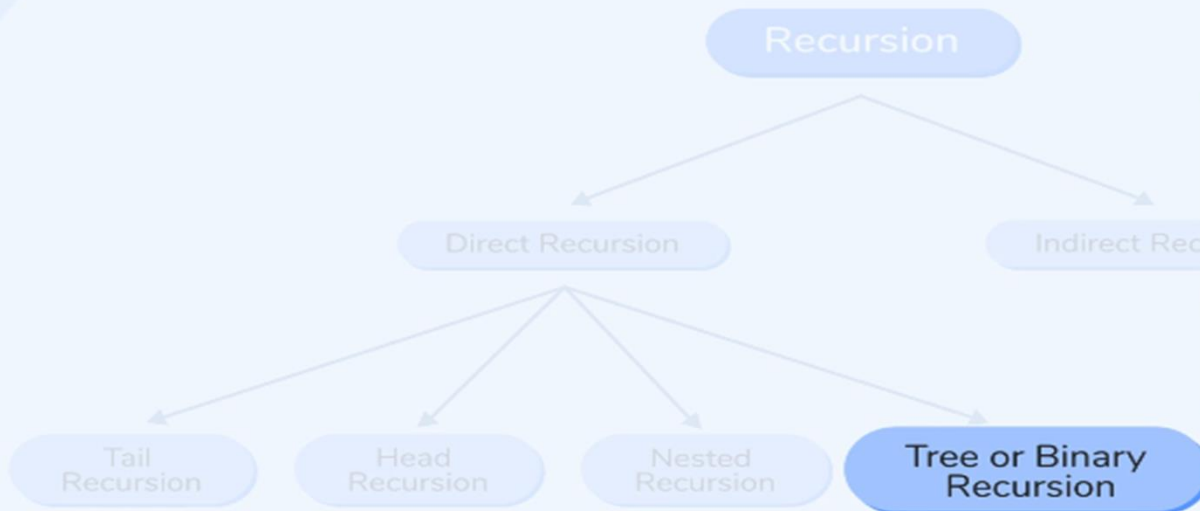 Recursion
Direct Recursion
Indirect Rec
Tail
Recursion
Head
Recursion
Nested
Recursion
Tree or Binary
Recursion